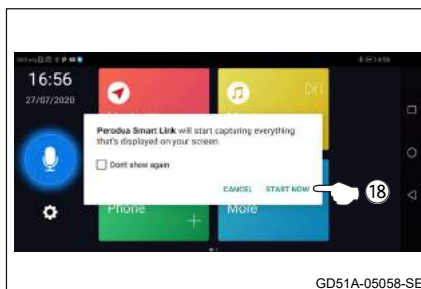 16:56
27/07/2020
Perodua Smart Link will start capturing everything
that's displayed on your screen.
Don't show again
CANCEL START NOW
18
Phone
More
GD51A-05058-SE